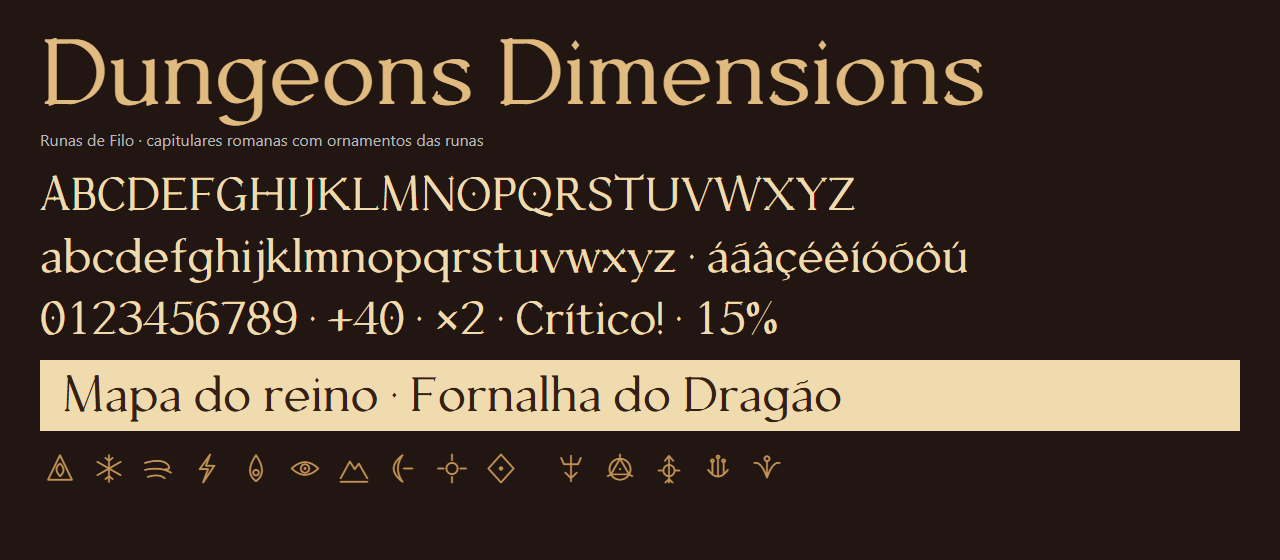 Dungeons Dimensions
Runas de Filo · capitulares romanas com ornamentos das runas
ABCDEFGHIJKLMNOPQRSTUVWXYZ
abcdefghijklmnopqrstuvwxyz · áãâçéêíóõôú
0123456789 · +40 · ×2 · Crítico! · 15%
Mapa do reino · Fornalha do Dragão